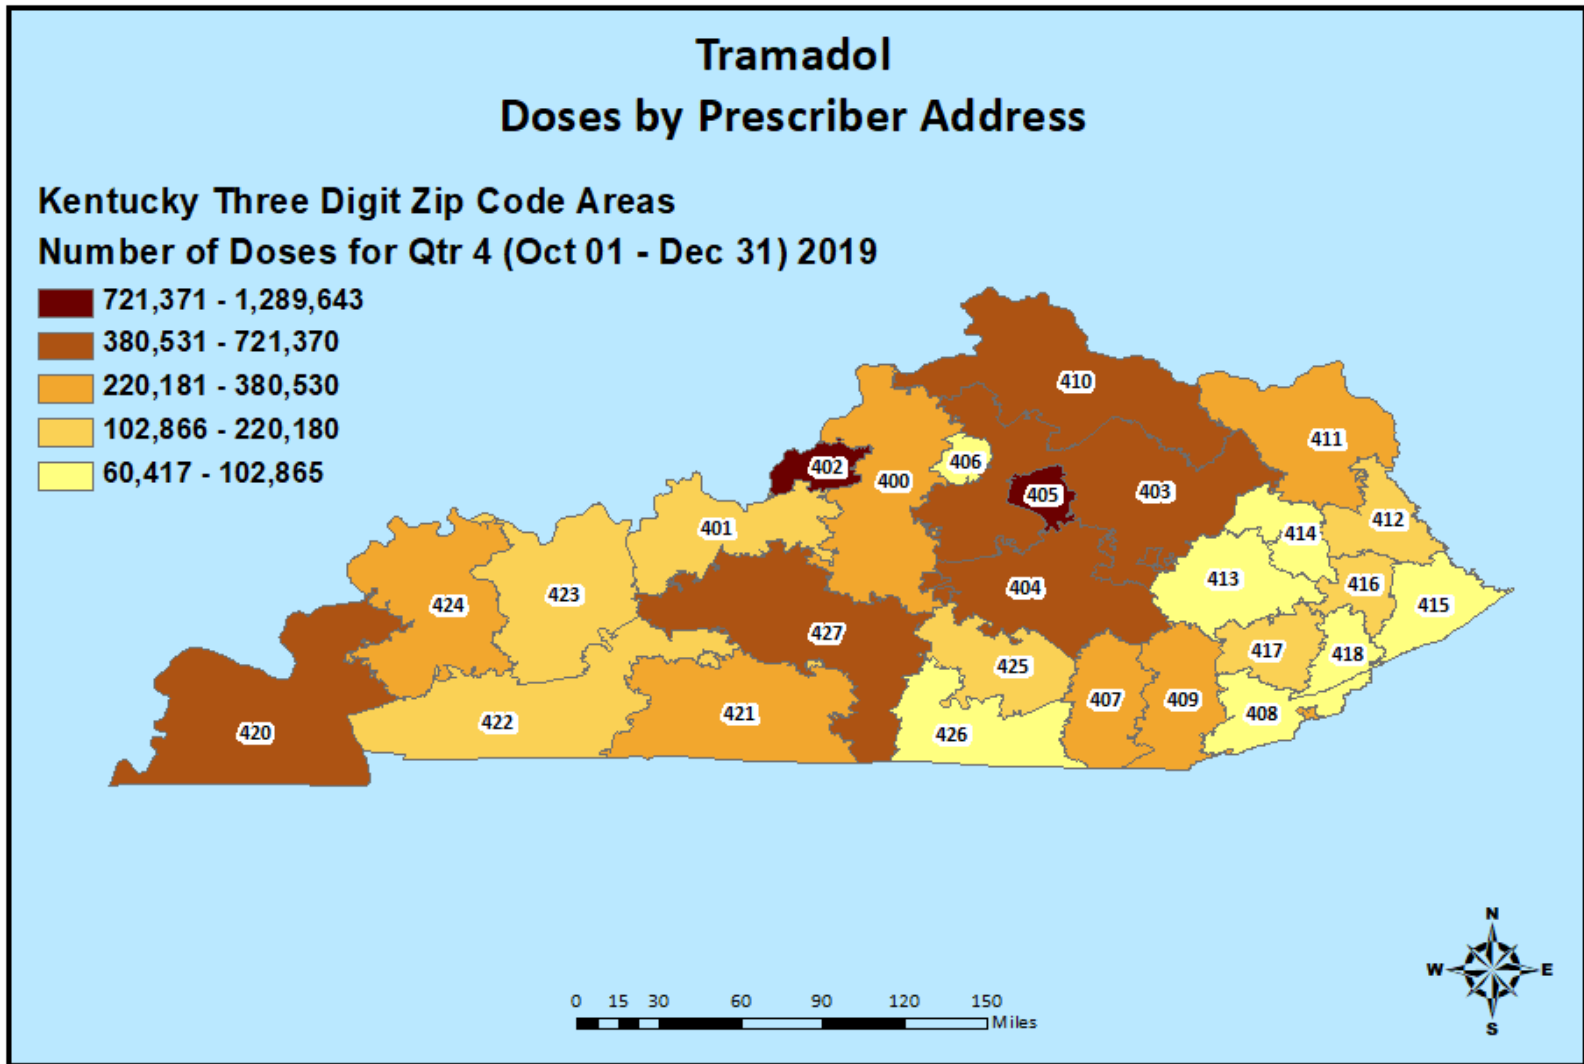 Tramadol
Doses by Prescriber Address
Kentucky Three Digit Zip Code Areas
Number of Doses for Qtr 4 (Oct 01 - Dec 31) 2019
721,371 - 1,289,643
380,531 - 721,370
220,181 - 380,530
102,866 - 220,180
60,417 - 102,865
410
411
402
406
400
405
403
401
412
414
413
404
416
415
424
423
427
417
418
425
407
409
408
421
422
426
420
N
W E
S
0 15 30 60 90 120 150
Miles